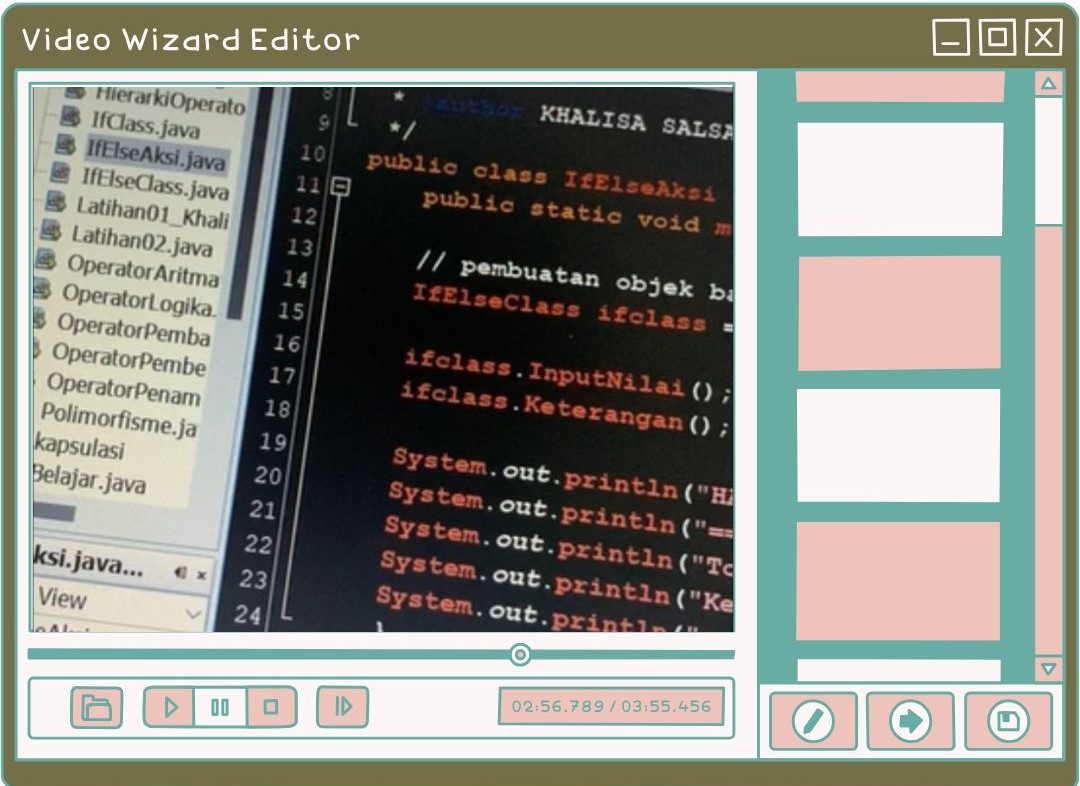 Video Wizard Editor
HierarkiOperato
IfClass.java
IfElseAksi.java
IfElseClass.java
Latihan01_Khali
Latihan02.java
OperatorAritma
OperatorLogika.
OperatorPemba
OperatorPembe
OperatorPenam
Polimorfisme.ja
kapsulasi
Belajar.java
ksi.java...
View
8 * @author KHALISA SALSA
9 */
10 public class IfElseAksi
11 public static void m
12
13 // pembuatan objek ba
14 IfElseClass ifclass =
15
16 ifclass.InputNilai();
17 ifclass.Keterangan();
18
19 System.out.println("HA
20 System.out.println("==
21 System.out.println("To
22 System.out.println("Ke
23 System.out.println("
24 }
02:56.789 / 03:55.456